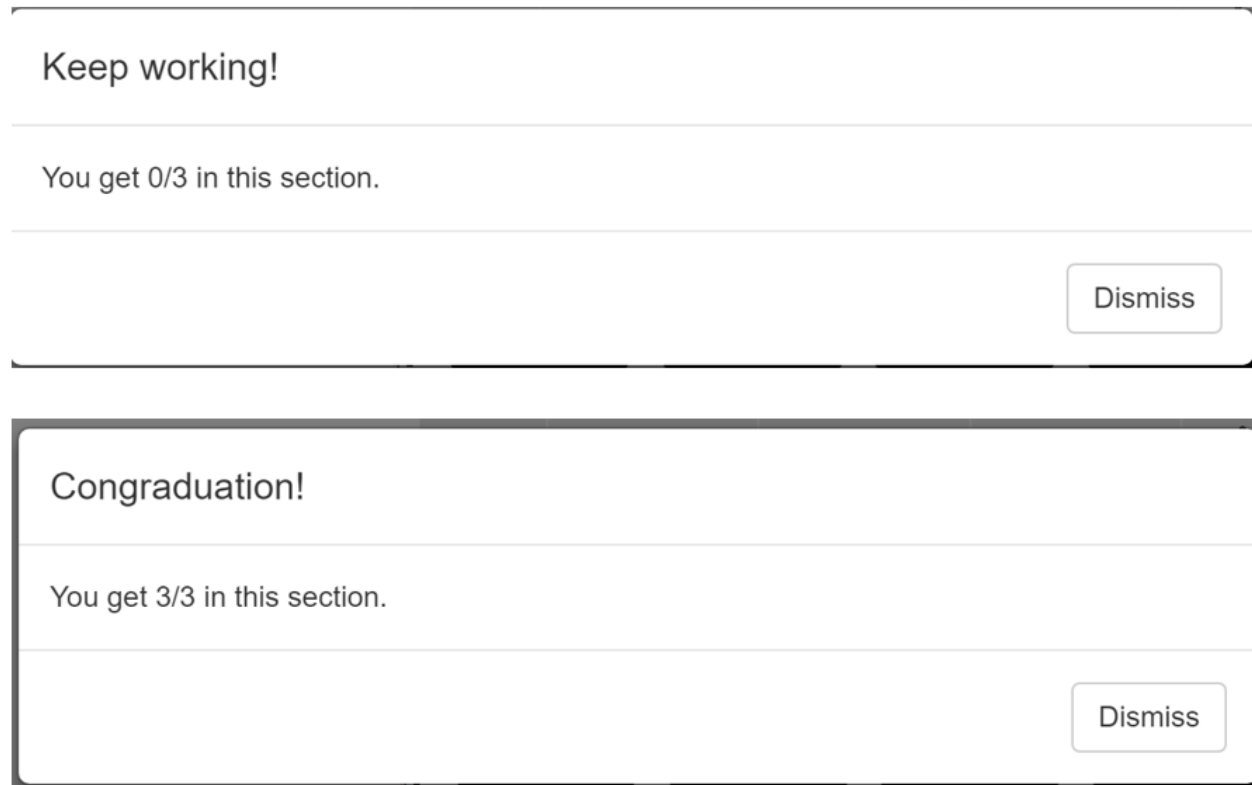 Keep working!
You get 0/3 in this section.
Dismiss
Congraduation!
You get 3/3 in this section.
Dismiss